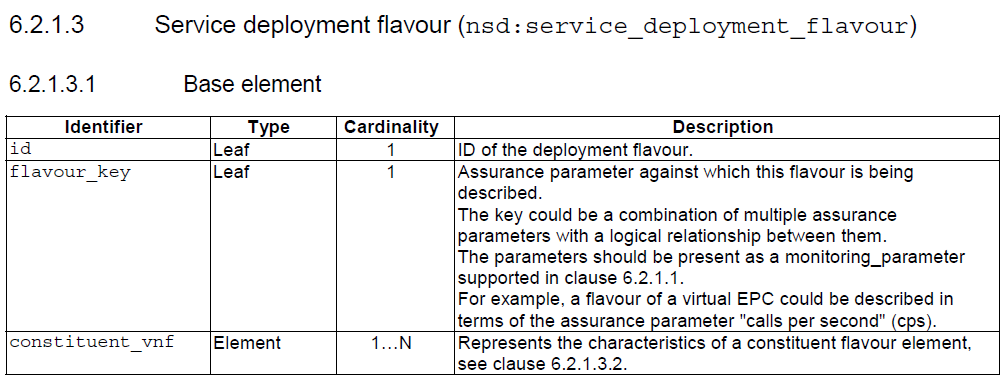 6.2.1.3 Service deployment flavour (nsd:service_deployment_flavour)
6.2.1.3.1 Base element
Identifier Type Cardinality Description
id Leaf 1 ID of the deployment flavour.
flavour_key Leaf 1 Assurance parameter against which this flavour is being
described.
The key could be a combination of multiple assurance
parameters with a logical relationship between them.
The parameters should be present as a monitoring_parameter
supported in clause 6.2.1.1.
For example, a flavour of a virtual EPC could be described in
terms of the assurance parameter "calls per second" (cps).
constituent_vnf Element 1…N Represents the characteristics of a constituent flavour element,
see clause 6.2.1.3.2.